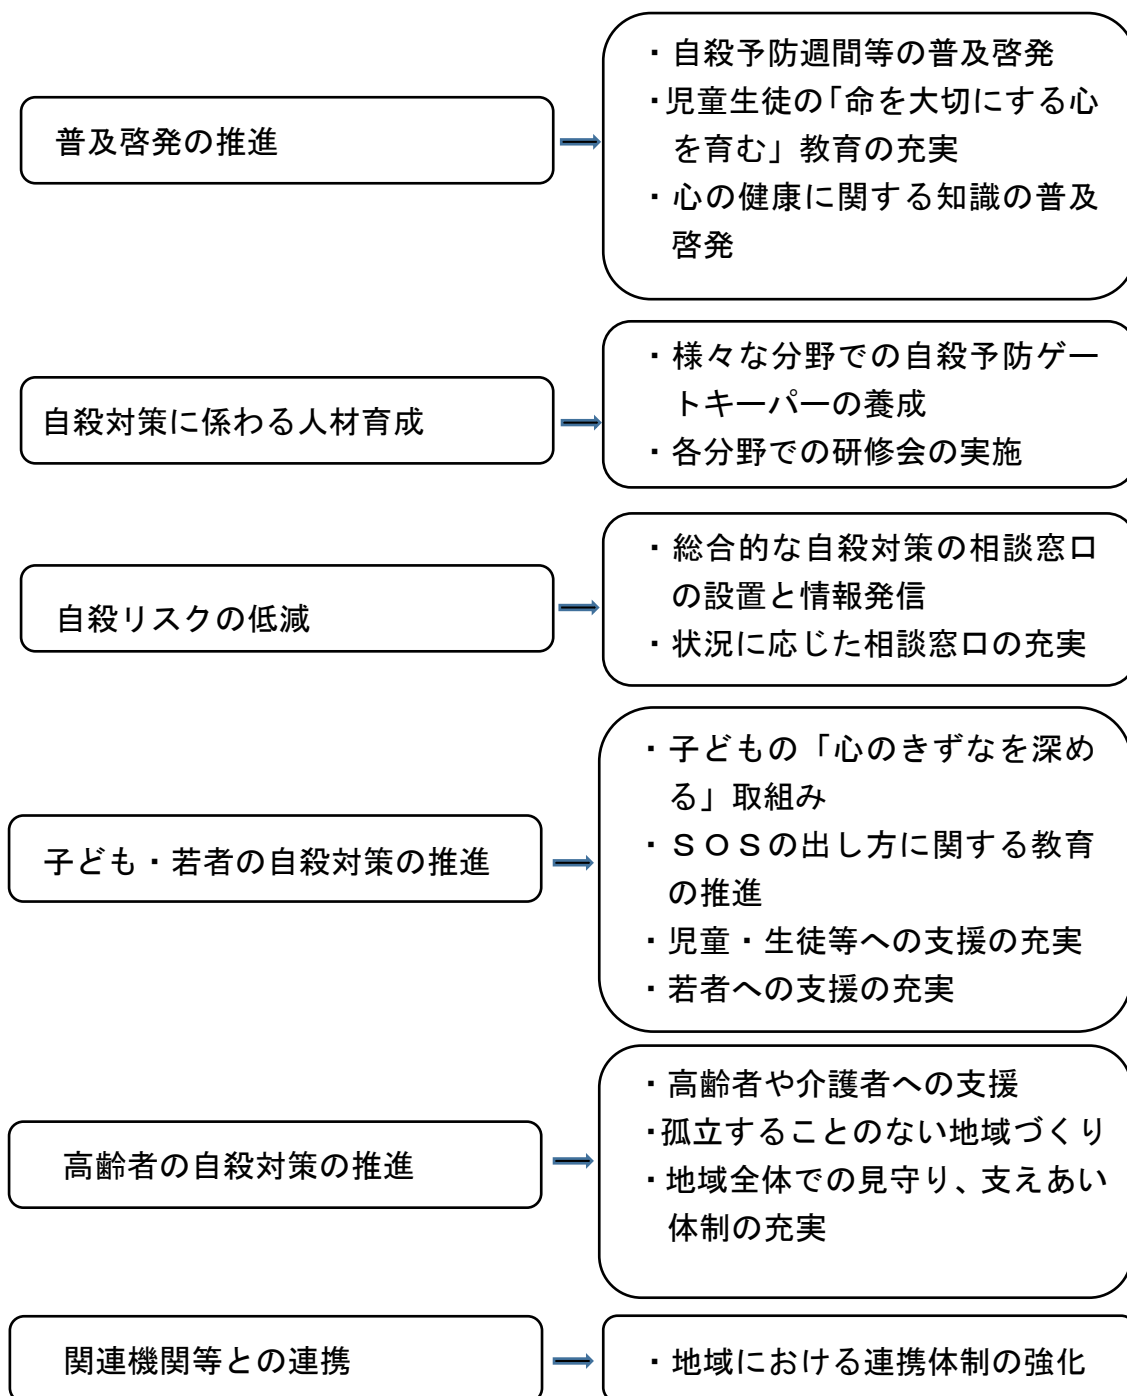 普及啓発の推進
・自殺予防週間等の普及啓発
・児童生徒の「命を大切にする心
を育む」教育の充実
・心の健康に関する知識の普及
啓発
自殺対策に係わる人材育成
・様々な分野での自殺予防ゲー
トキーパーの養成
・各分野での研修会の実施
自殺リスクの低減
・総合的な自殺対策の相談窓口
の設置と情報発信
・状況に応じた相談窓口の充実
子ども・若者の自殺対策の推進
・子どもの「心のきずなを深め
る」取組み
・ＳＯＳの出し方に関する教育
の推進
・児童・生徒等への支援の充実
・若者への支援の充実
高齢者の自殺対策の推進
・高齢者や介護者への支援
・孤立することのない地域づくり
・地域全体での見守り、支えあい
体制の充実
関連機関等との連携
・地域における連携体制の強化